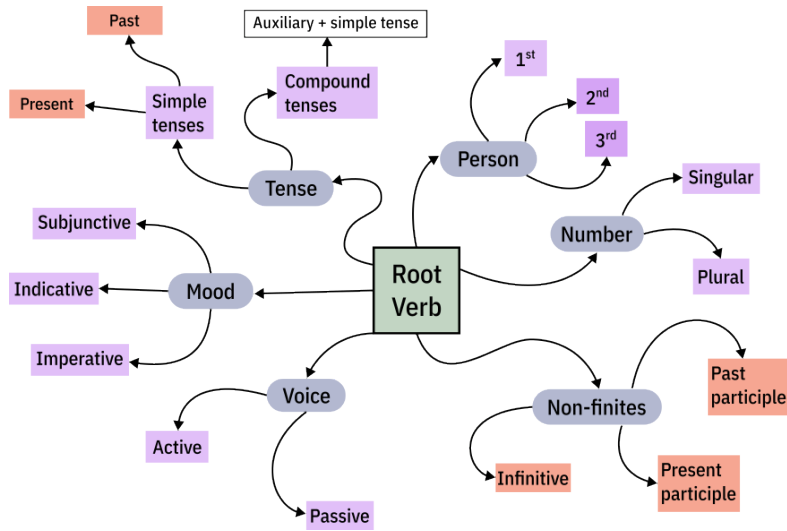 Past
Auxiliary + simple tense
Present
Simple
tenses
Compound
tenses
Tense
1st
2nd
3rd
Person
Singular
Number
Plural
Root
Verb
Subjunctive
Indicative
Mood
Imperative
Voice
Active
Passive
Non-finites
Past
participle
Infinitive
Present
participle